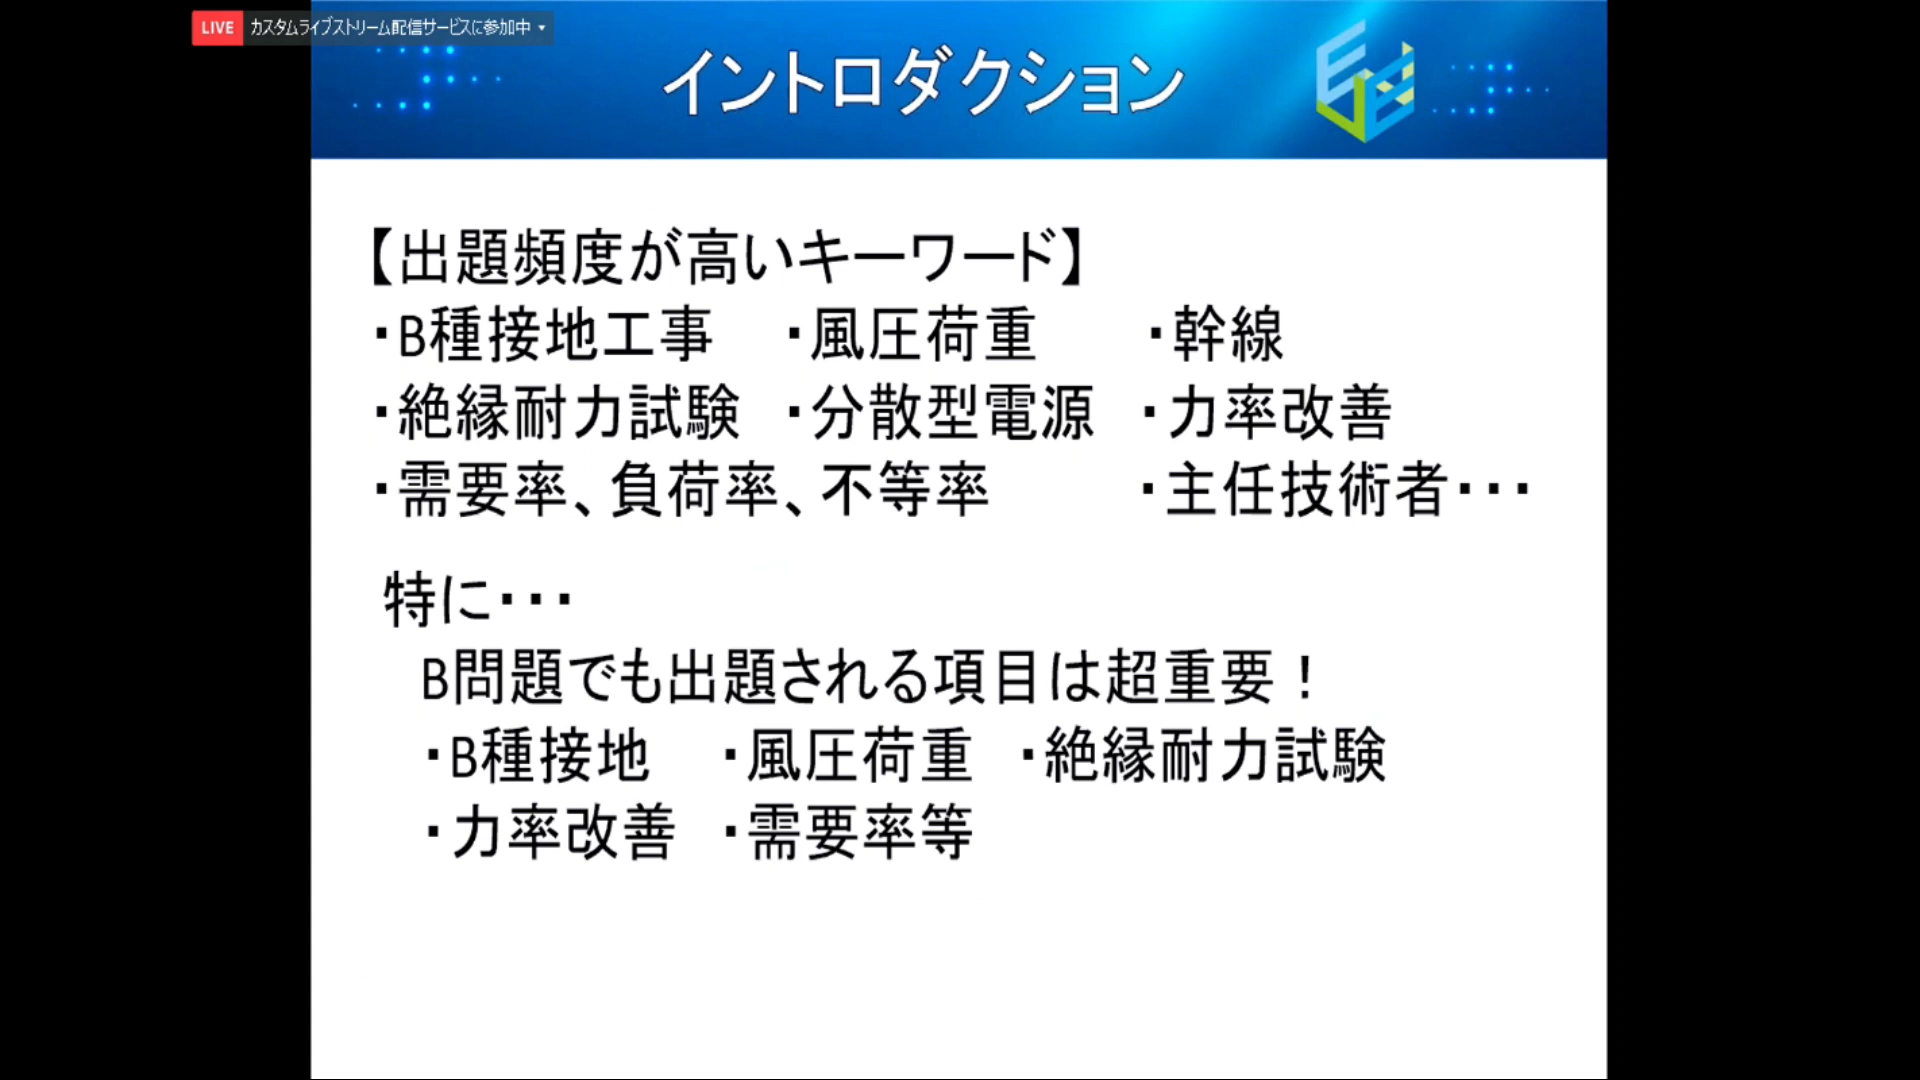 LIVE カスタムライブストリーム配信サービスに参加中
イントロダクション
【出題頻度が高いキーワード】
・B種接地工事 ・風圧荷重 ・幹線
・絶縁耐力試験 ・分散型電源 ・力率改善
・需要率、負荷率、不等率 ・主任技術者・・・
特に・・・
B問題でも出題される項目は超重要！
・B種接地 ・風圧荷重 ・絶縁耐力試験
・力率改善 ・需要率等